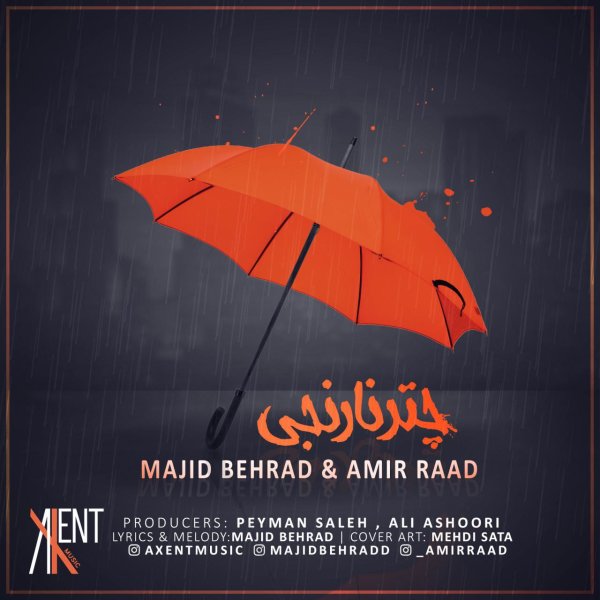 چتر نارنجی
MAJID BEHRAD & AMIR RAAD
AXENT
MUSIC
PRODUCERS: PEYMAN SALEH , ALI ASHOORI
LYRICS & MELODY:MAJID BEHRAD | COVER ART: MEHDI SATA
AXENTMUSIC MAJIDBEHRADD _AMIRRAAD